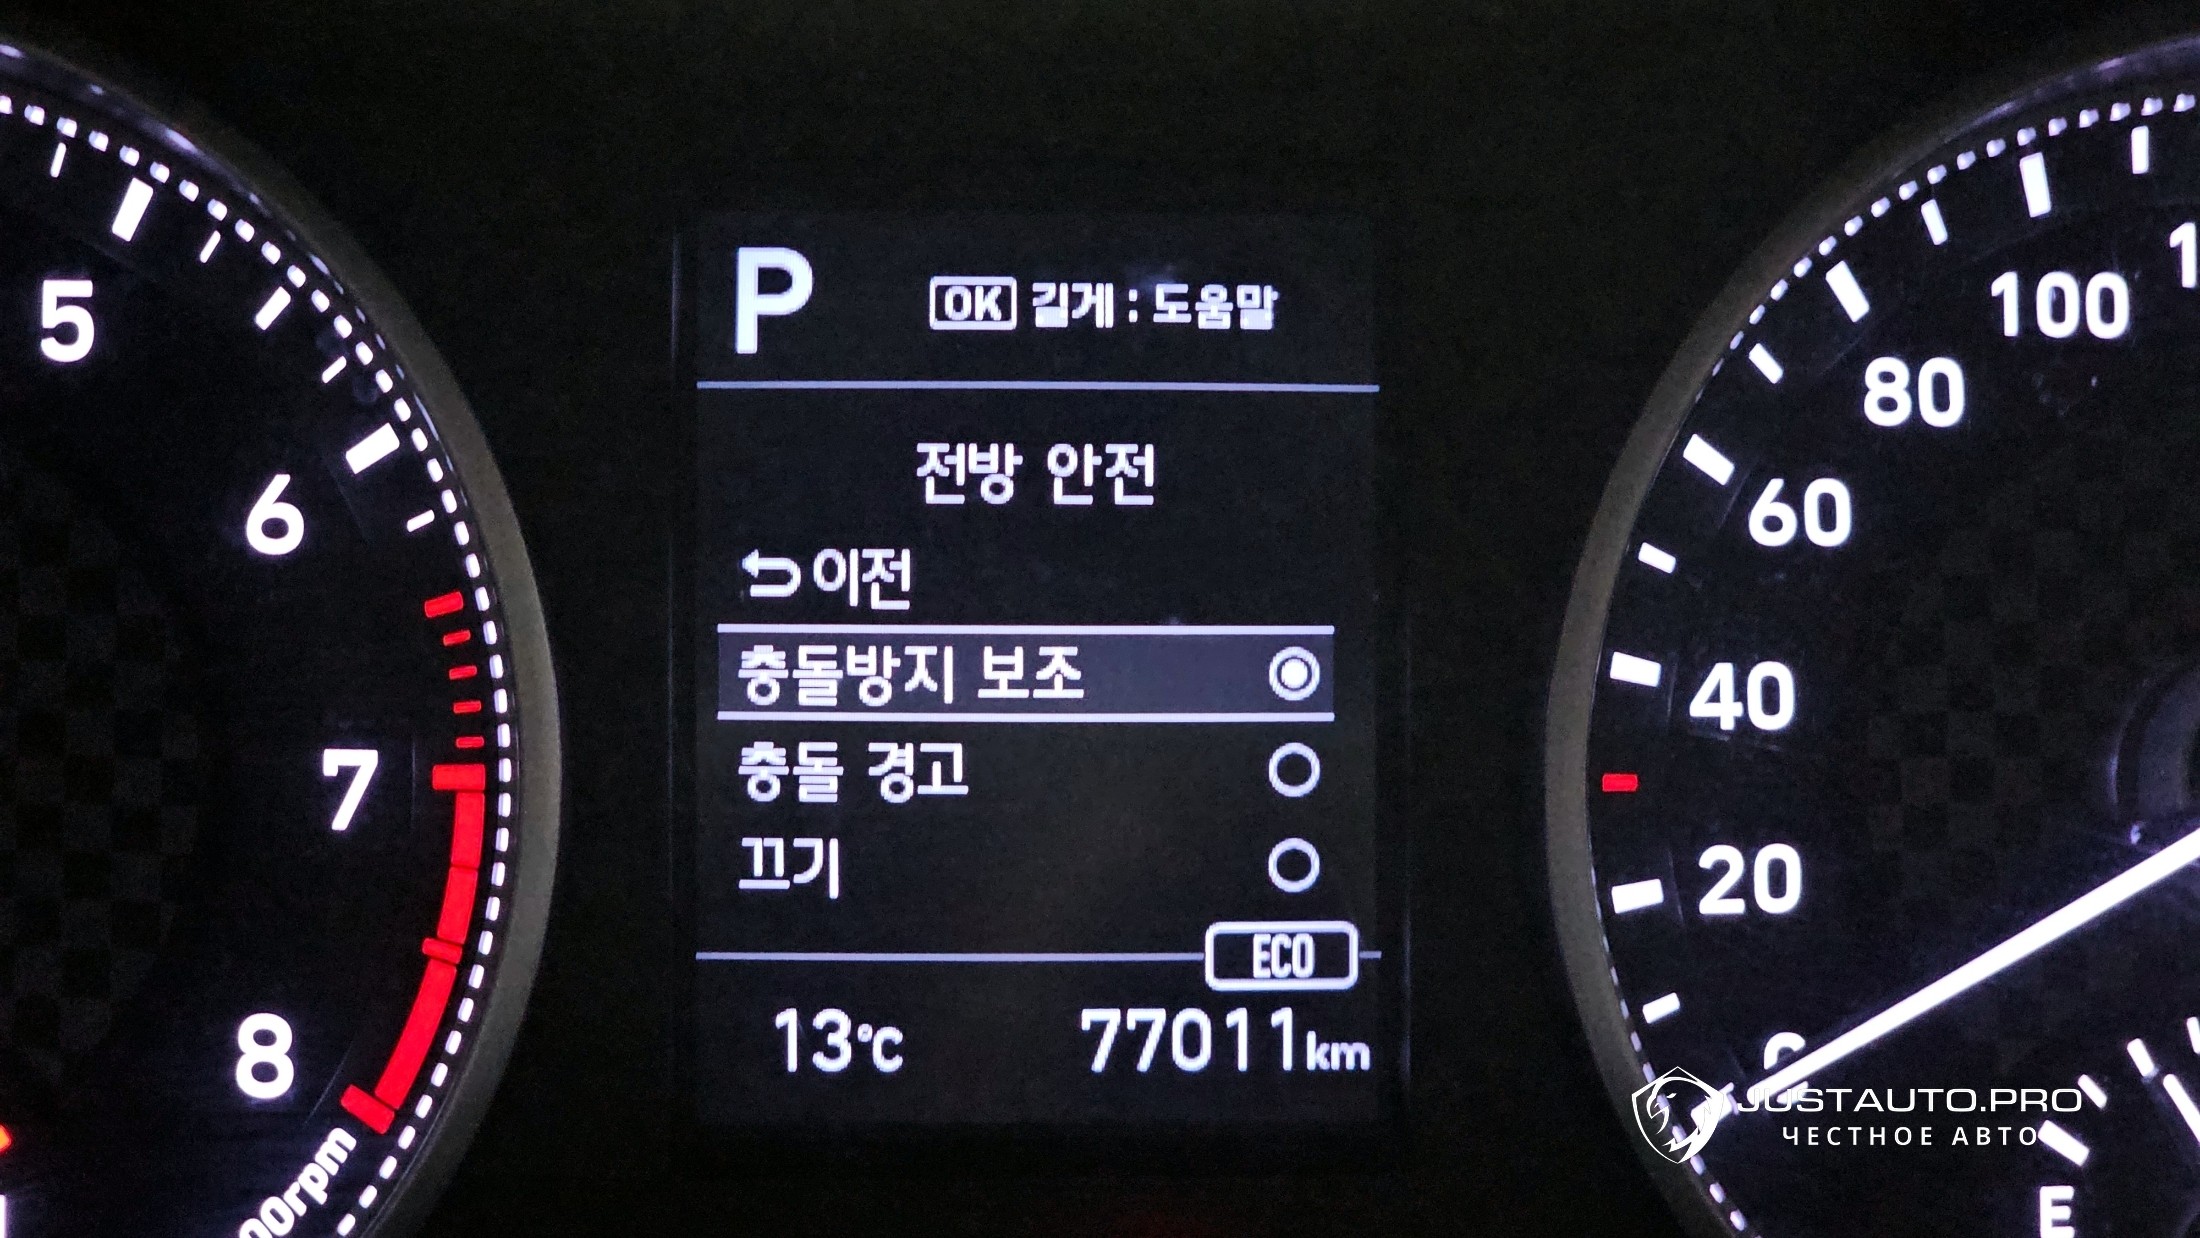 P
OK 길게 : 도움말
전방 안전
이전
충돌방지 보조
충돌 경고
끄기
ECO
13°C
77011km
5
6
7
8
00rpm
100
80
60
40
20
E
JUSTAUTO.PRO
ЧЕСТНОЕ АВТО